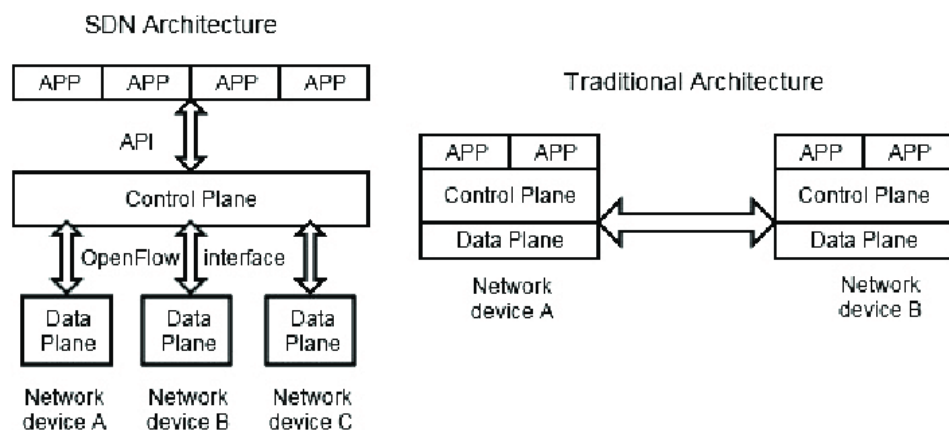 SDN Architecture
APP APP APP APP
API
Control Plane
OpenFlow interface
Data Plane
Data Plane
Data Plane
Network device A
Network device B
Network device C
Traditional Architecture
APP APP
Control Plane
Data Plane
Network device A
APP APP
Control Plane
Data Plane
Network device B